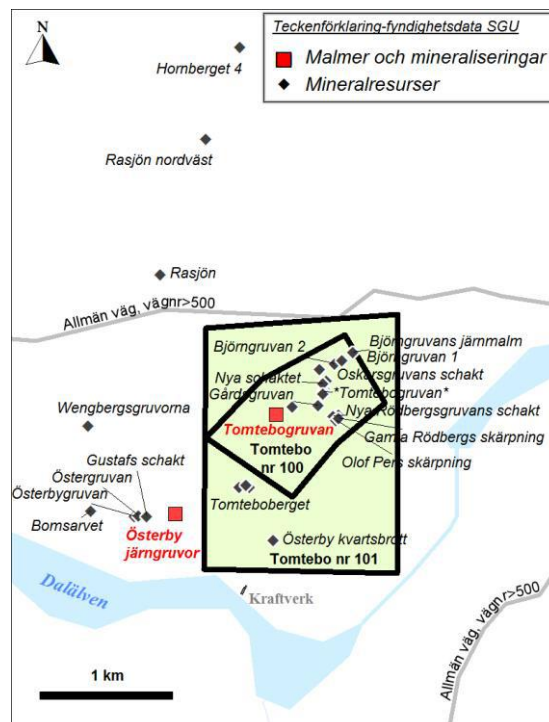 Teckenförklaring-fyndighetsdata SGU
Malmer och mineraliseringar
Mineralresurser
N
Hornberget 4
Rasjön nordväst
Rasjön
Allmän väg, vägnr>500
Björngruvans järnmalm
Björngruvan 2
Björngruvan 1
Oskarsgruvans schakt
Nya schaktet
*Tomtebogruvan*
Gårdsgruvan
Nya Rödbergsgruvans schakt
Wengbergsgruvorna
Tomtebogruvan
Gamla Rödbergs skärpning
Tomtebo
nr 100
Olof Pers skärpning
Gustafs schakt
Östergruvan
Österbygruvan
Tomteboberget
Bomsarvet
Österby
järngruvor
Österby kvartsbrott
Tomtebo nr 101
Dalälven
Kraftverk
Allmän väg, vägnr>500
1 km